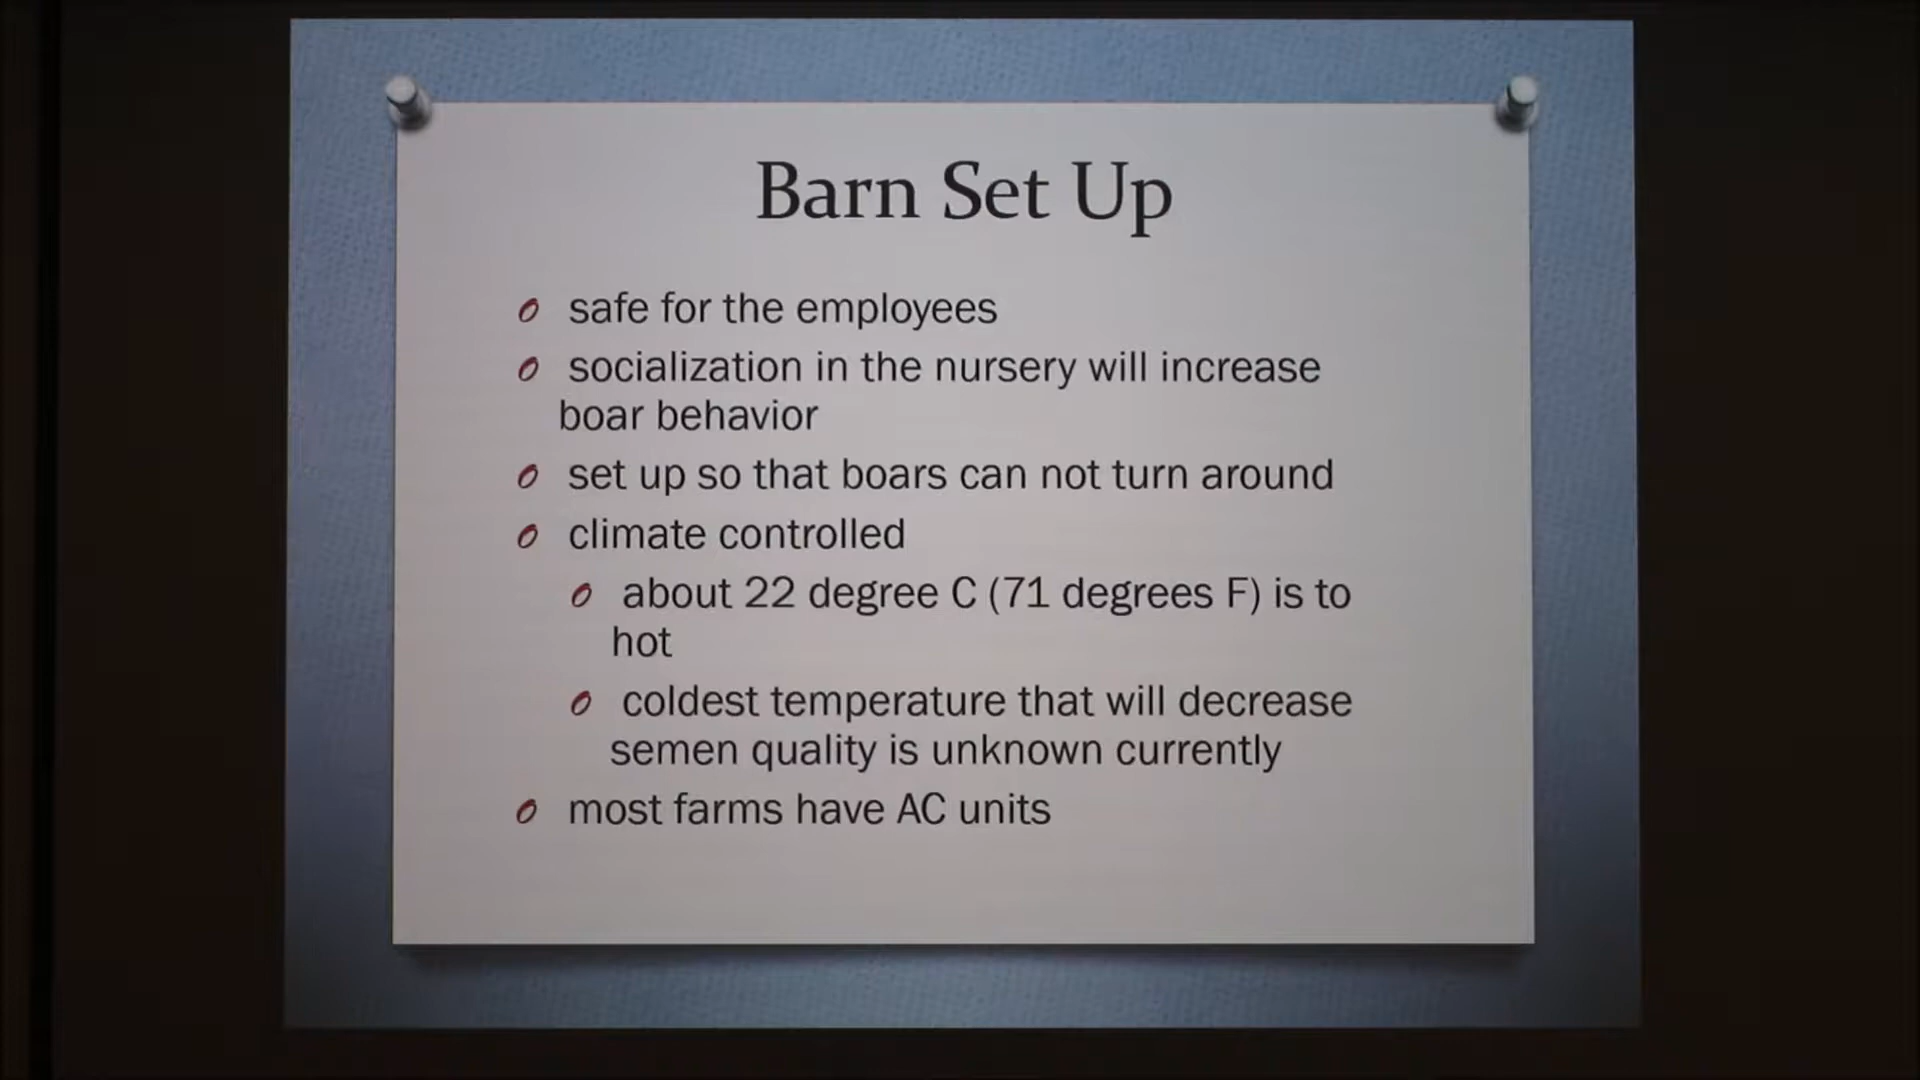 Barn Set Up
safe for the employees
socialization in the nursery will increase
boar behavior
set up so that boars can not turn around
climate controlled
about 22 degree C (71 degrees F) is to
hot
coldest temperature that will decrease
semen quality is unknown currently
most farms have AC units